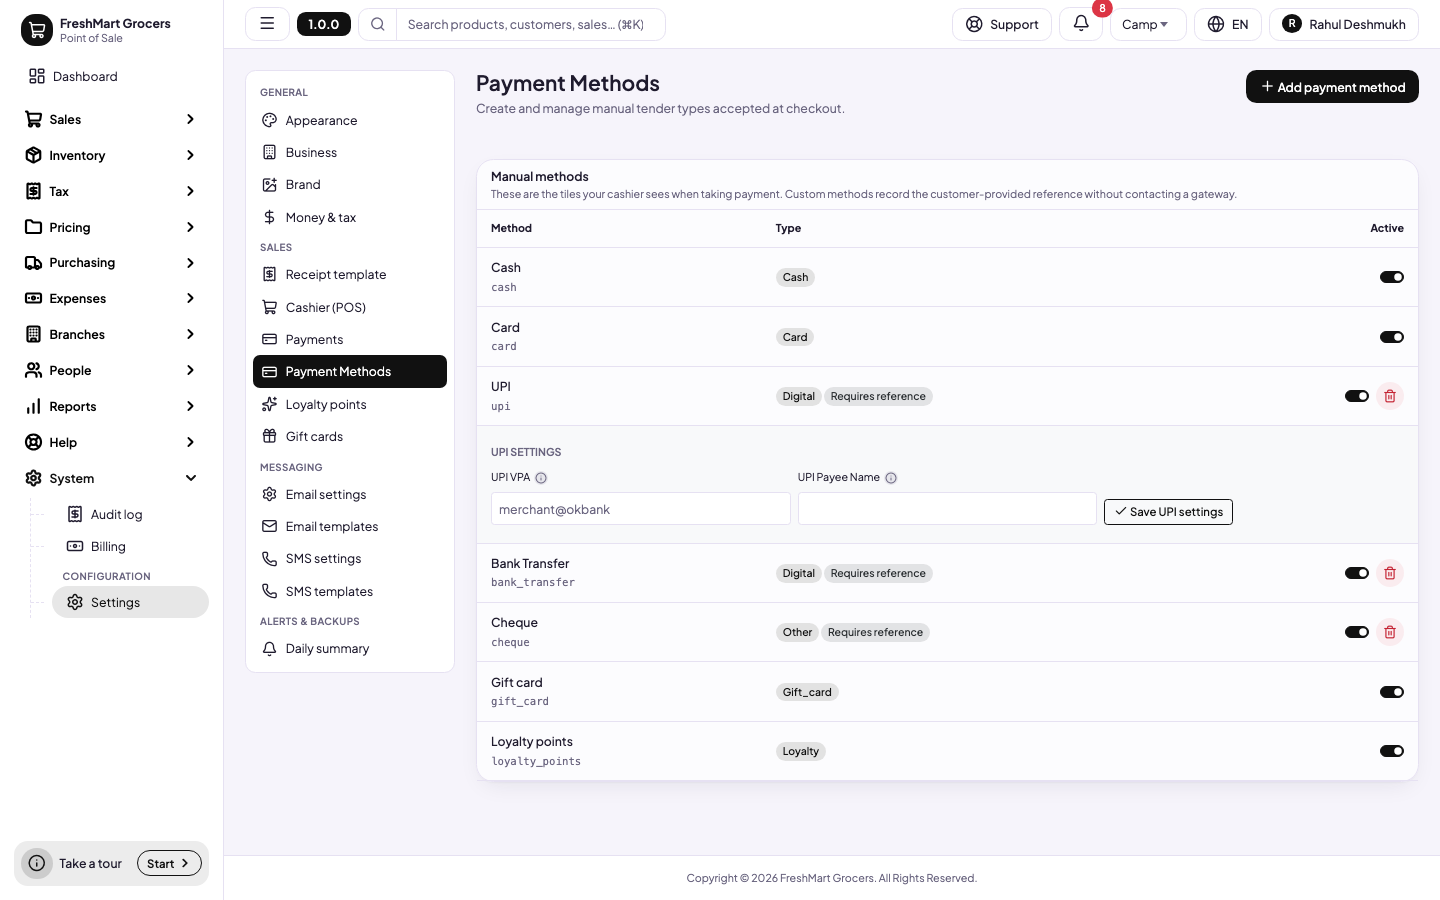 FreshMart Grocers
Point of Sale
Dashboard
Sales
Inventory
Tax
Pricing
Purchasing
Expenses
Branches
People
Reports
Help
System
Audit log
Billing
CONFIGURATION
Settings
Take a tour
Start
1.0.0
Search products, customers, sales... (⌘K)
Support
8
Camp
EN
R
Rahul Deshmukh
GENERAL
Appearance
Business
Brand
Money & tax
SALES
Receipt template
Cashier (POS)
Payments
Payment Methods
Loyalty points
Gift cards
MESSAGING
Email settings
Email templates
SMS settings
SMS templates
ALERTS & BACKUPS
Daily summary
Payment Methods
Create and manage manual tender types accepted at checkout.
Add payment method
Manual methods
These are the tiles your cashier sees when taking payment. Custom methods record the customer-provided reference without contacting a gateway.
Method Type Active
Cash
cash
Cash
Card
card
Card
UPI
upi
Digital Requires reference
UPI SETTINGS
UPI VPA
UPI Payee Name
merchant@okbank
Save UPI settings
Bank Transfer
bank_transfer
Digital Requires reference
Cheque
cheque
Other Requires reference
Gift card
gift_card
Gift_card
Loyalty points
loyalty_points
Loyalty
Copyright © 2026 FreshMart Grocers. All Rights Reserved.